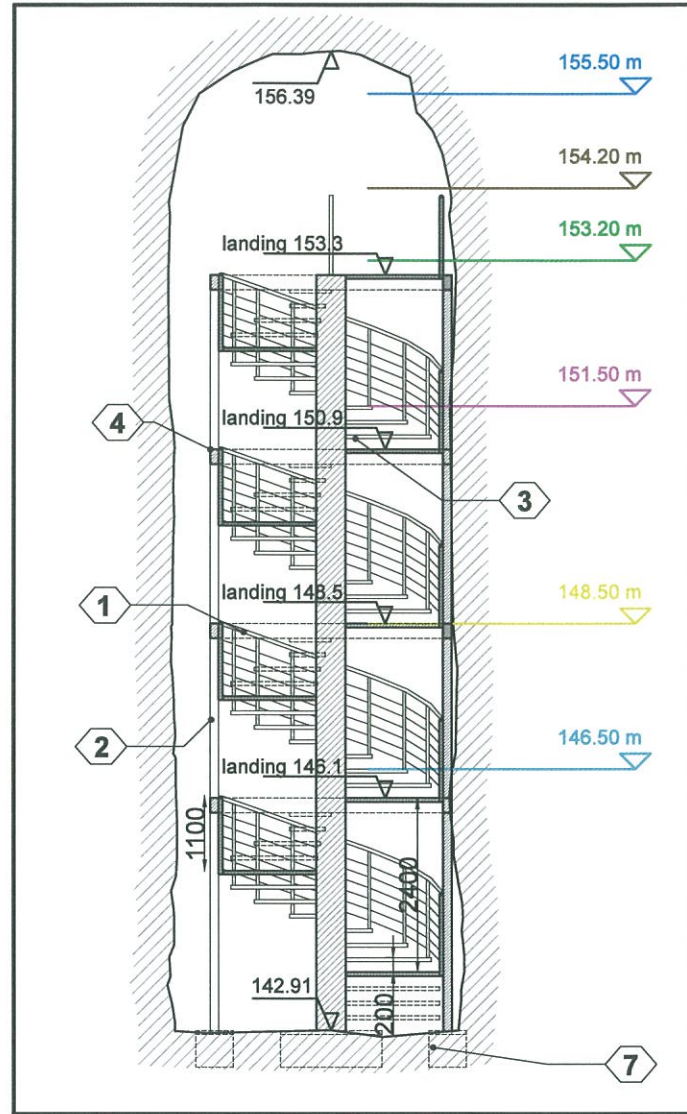 155.50 m
156.39
154.20 m
landing 153.3
153.20 m
151.50 m
landing 150.9
4
3
landing 148.5
148.50 m
1
2
146.50 m
landing 146.1
1100
2400
142.91
200
7